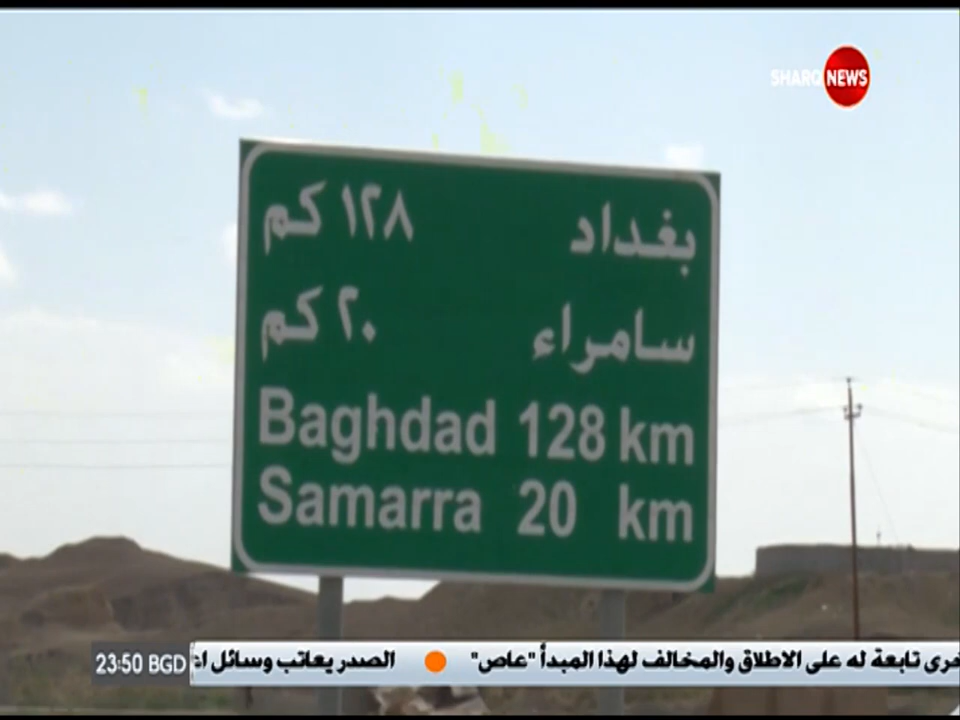 SHARQ NEWS
بغداد ١٢٨ كم
سامراء ٢٠ كم
Baghdad 128 km
Samarra 20 km
23:50 BGD
خرى تابعة له على الاطلاق والمخالف لهذا المبدأ "عاص" الصدر يعاتب وسائل